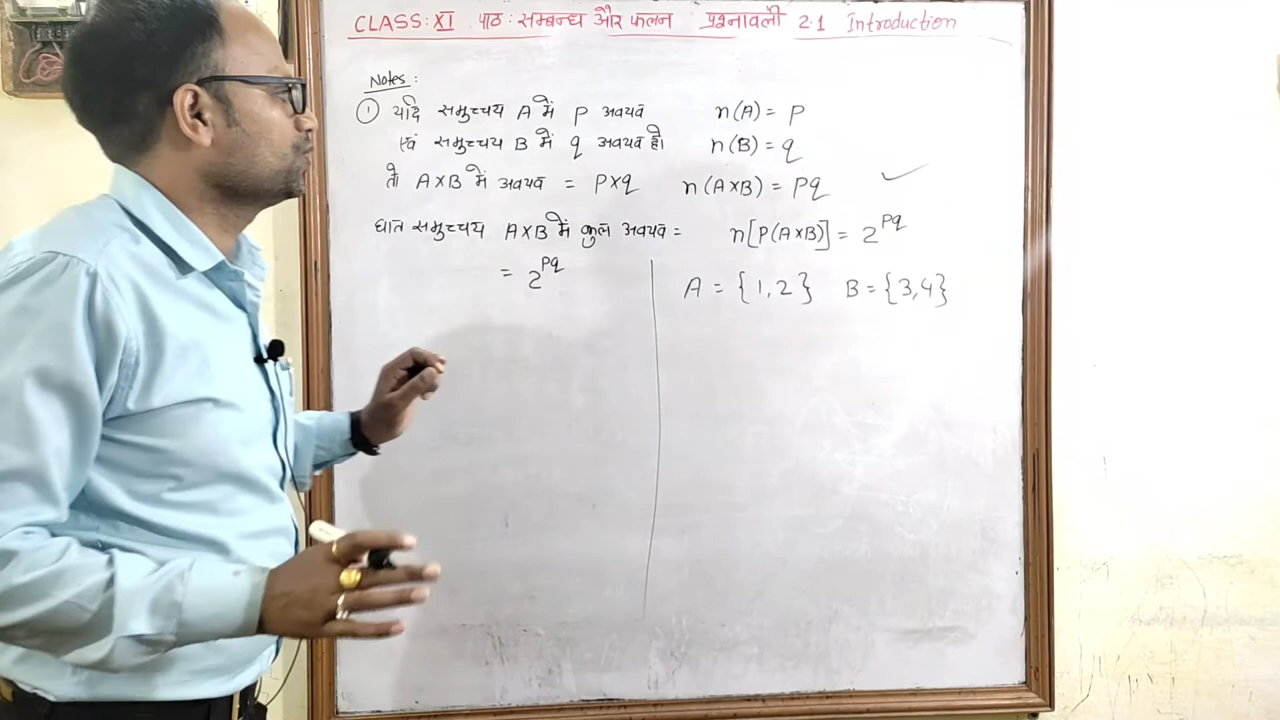 CLASS: XI पाठ : सम्बन्ध और फलन प्रश्नावली 2.1 Introduction
Notes :
① यदि समुच्चय A में P अवयव n(A) = P
एवं समुच्चय B में q अवयव हो। n(B) = q
तो A×B में अवयव = P×q n(A×B) = Pq ✓
घात समुच्चय A×B में कुल अवयव = n[P(A×B)] = 2^{Pq}
= 2^{Pq}
A = {1,2} B = {3,4}